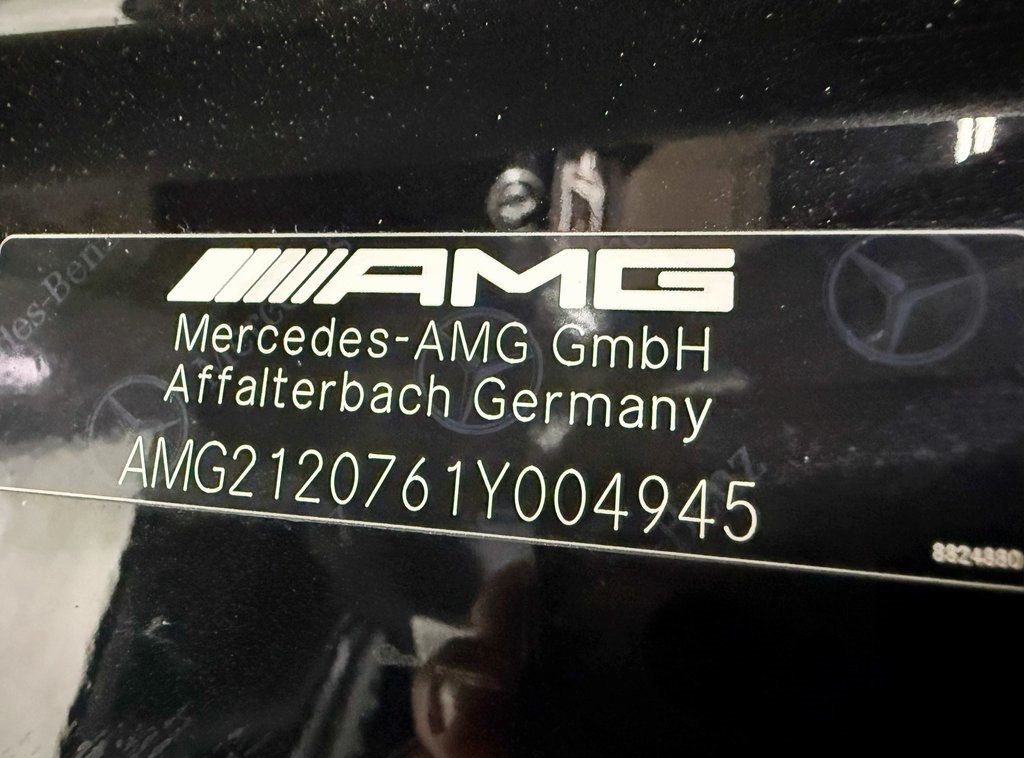 AMG
Mercedes-AMG GmbH
Affalterbach Germany
AMG2120761Y004945